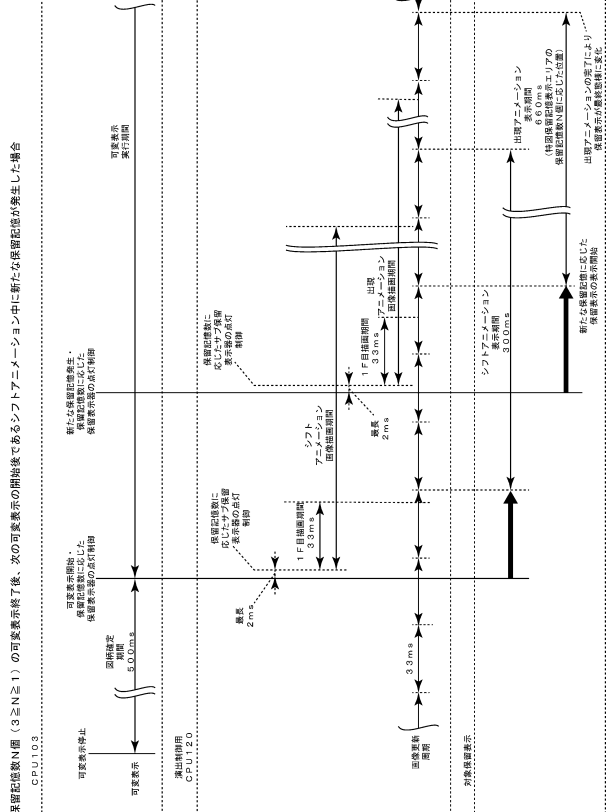 保留記憶数N個(3≧N≧1)の可変表示終了後、次の可変表示の開始後であるシフトアニメーション中に新たな保留記憶が発生した場合
CPU103
可変表示停止
可変表示開始・
保留記憶数に応じた
保留表示器の点灯制御
新たな保留記憶発生・
保留記憶数に応じた
保留表示器の点灯制御
可変表示
図柄確定
期間
500ms
可変表示
実行期間
演出制御用
CPU120
最長
2ms
保留記憶数に
応じたサブ保留
表示器の点灯
制御
1F目描画期間
33ms
シフト
アニメーション
画像描画期間
最長
2ms
保留記憶数に
応じたサブ保留
表示器の点灯
制御
1F目描画期間
33ms
出現
アニメーション
画像描画期間
画像更新
周期
33ms
対象保留表示
シフトアニメーション
表示期間
300ms
出現アニメーション
表示期間
660ms
(特図保留記憶表示エリアの
保留記憶数N個に応じた位置)
新たな保留記憶に応じた
保留表示の表示開始
出現アニメーションの完了により
保留表示が最終態様に変化